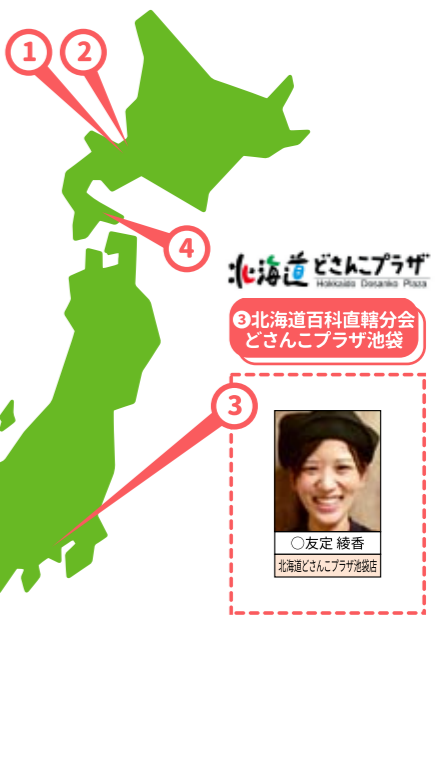 1
2
4
北海道どさんこプラザ
Hokkaido Dosanko Plaza
❸北海道百科直轄分会
どさんこプラザ池袋
3
〇友定 綾香
北海道どさんこプラザ池袋店